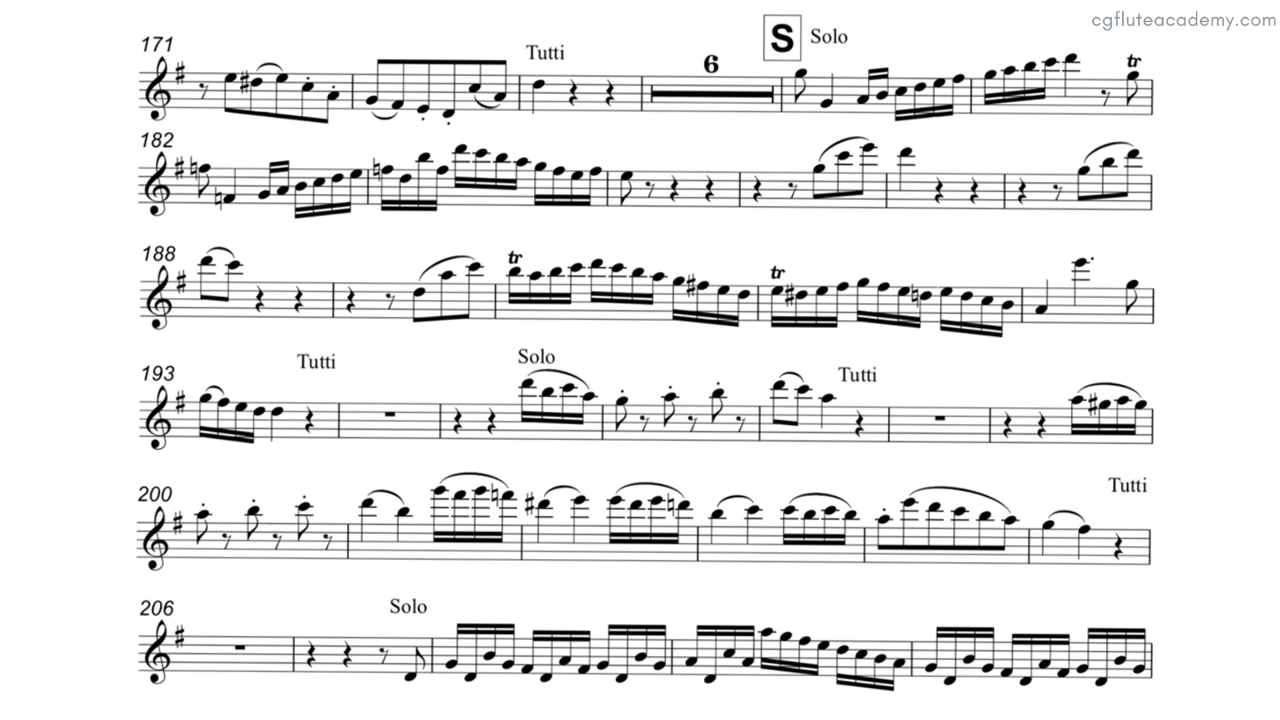 cgfluteacademy.com
S Solo
171 Tutti 6 tr
182
188 tr tr
193 Tutti Solo Tutti
200 Tutti
206 Solo